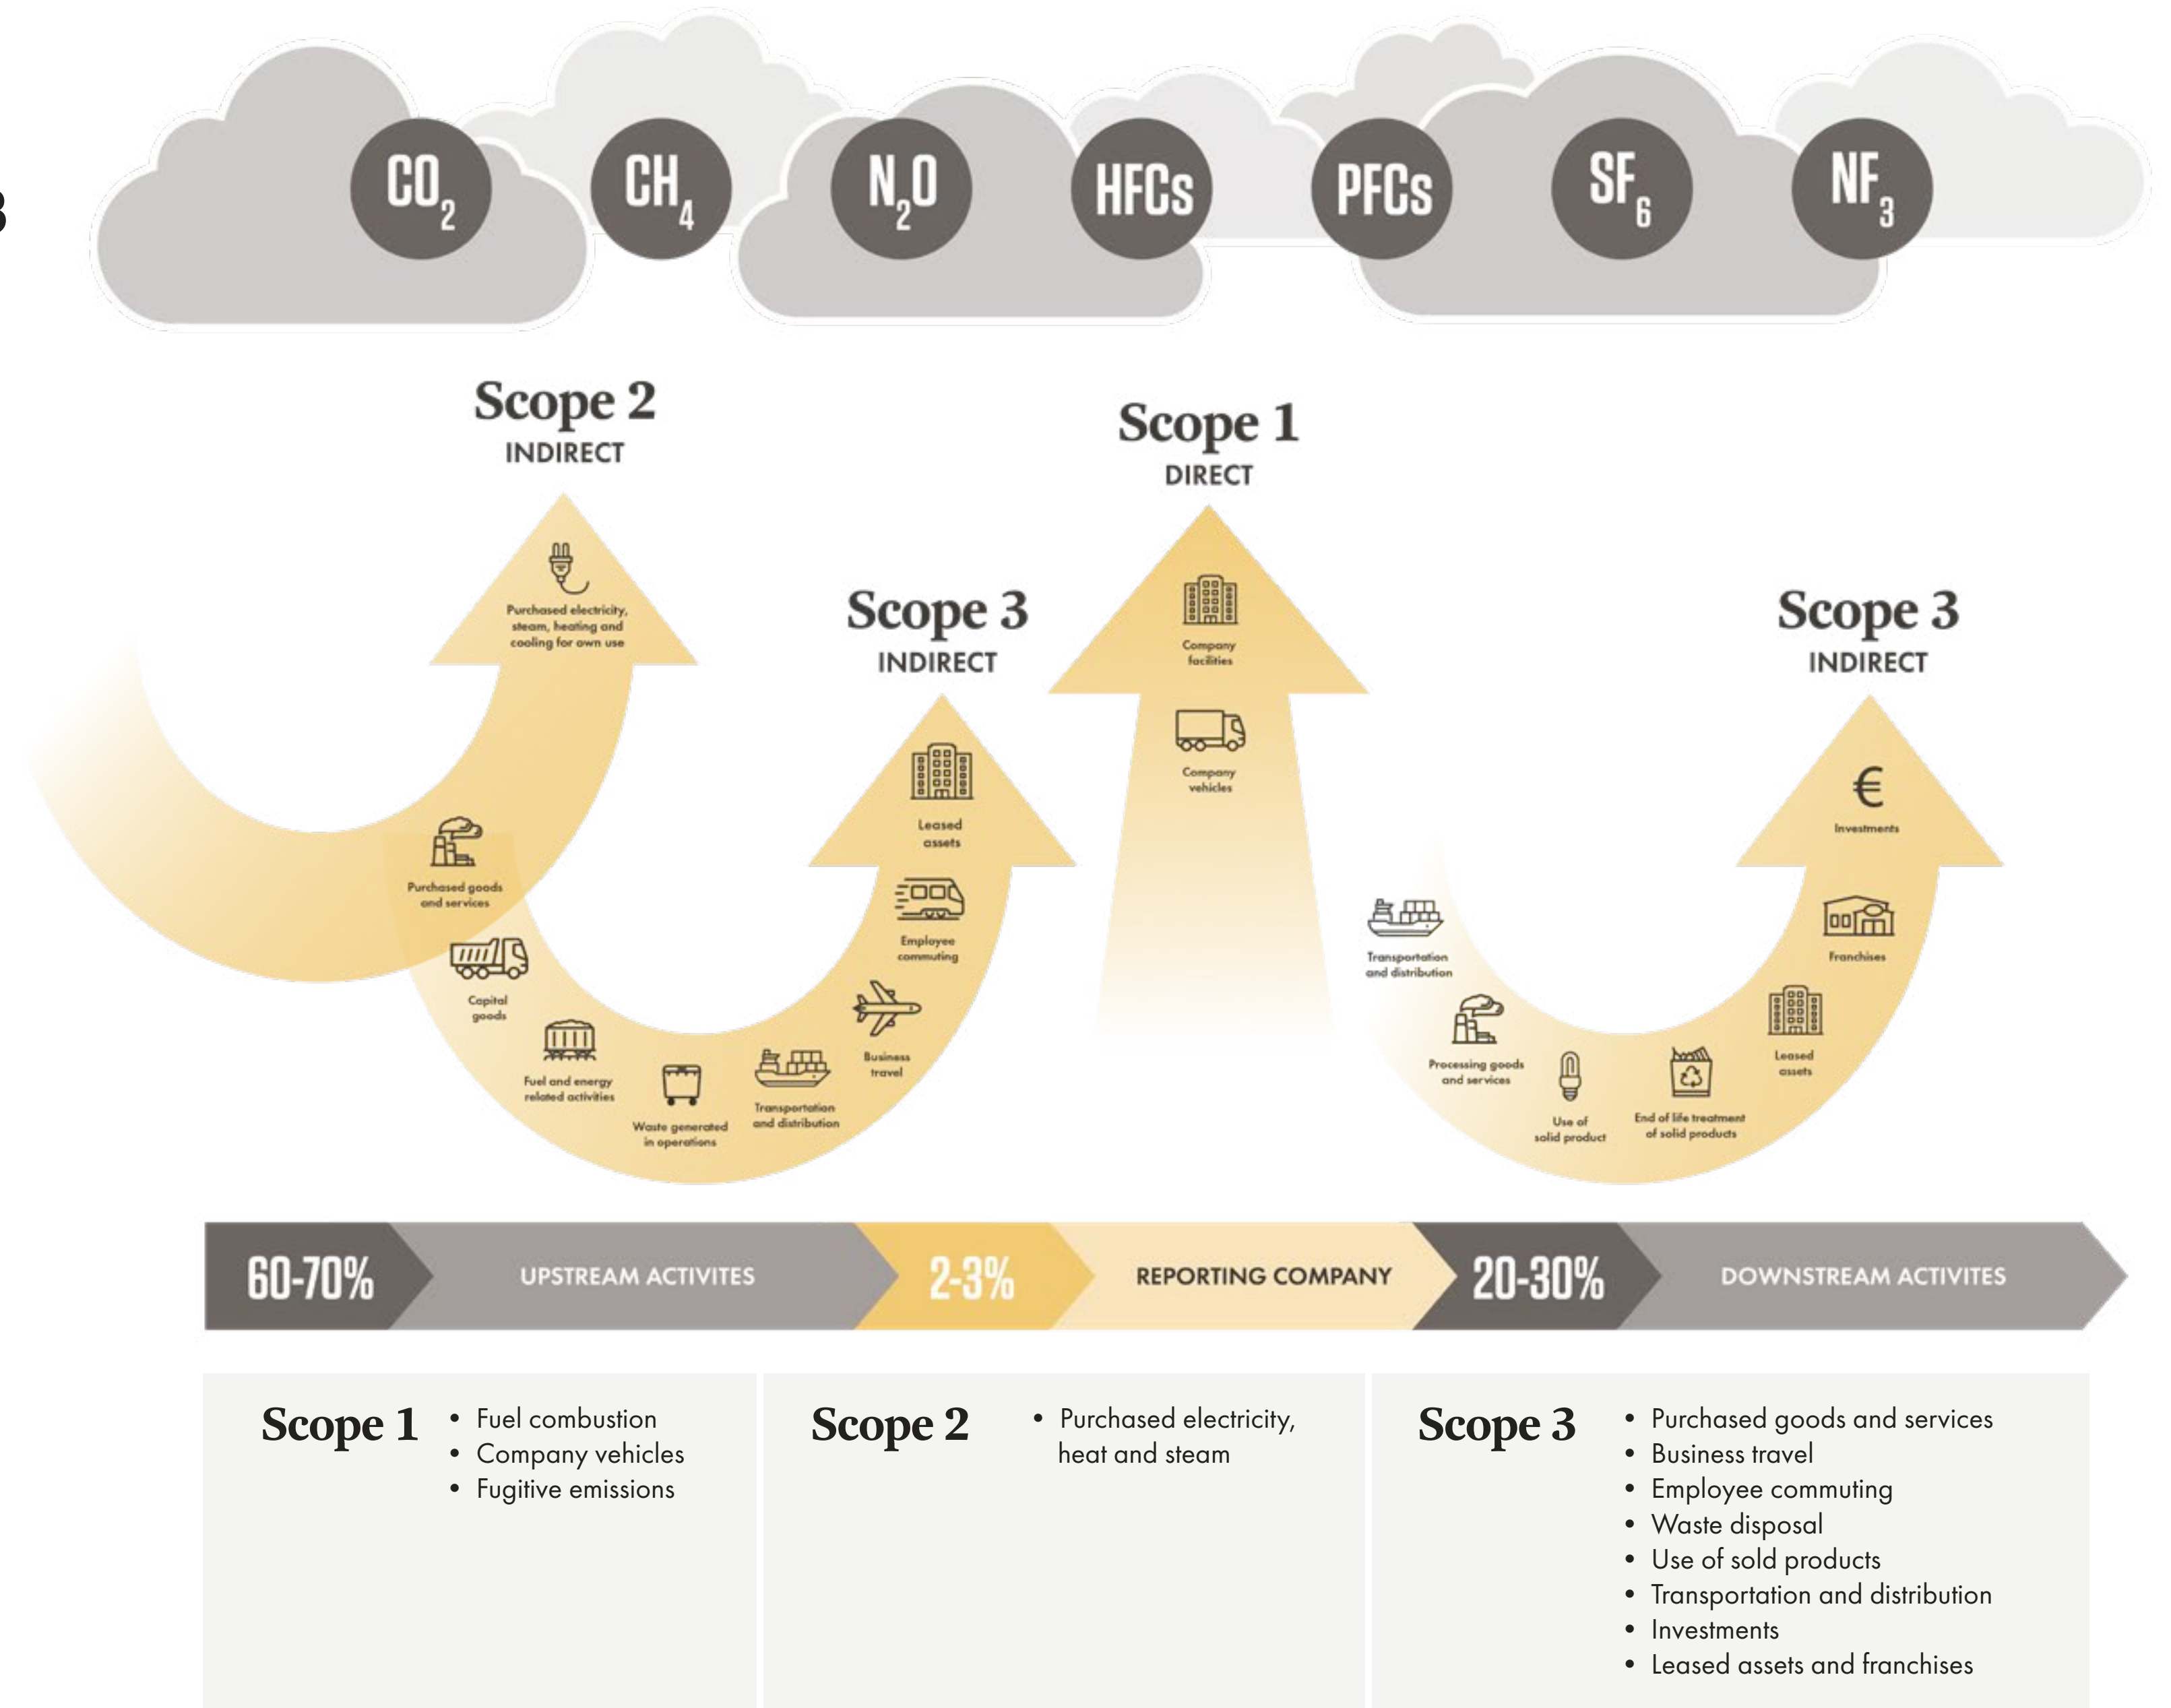 CO2
CH4
N2O
HFCs
PFCs
SF6
NF3
Scope 2
INDIRECT
Purchased electricity,
steam, heating and
cooling for own use
Scope 3
INDIRECT
Purchased goods
and services
Capital
goods
Fuel and energy
related activities
Waste generated
in operations
Transportation
and distribution
Business
travel
Employee
commuting
Leased
assets
Scope 1
DIRECT
Company
facilities
Company
vehicles
Scope 3
INDIRECT
Transportation
and distribution
Processing goods
and services
Use of
solid product
End of life treatment
of solid products
Leased
assets
Franchises
€
Investments
60-70%
UPSTREAM ACTIVITES
2-3%
REPORTING COMPANY
20-30%
DOWNSTREAM ACTIVITES
Scope 1
• Fuel combustion
• Company vehicles
• Fugitive emissions
Scope 2
• Purchased electricity,
heat and steam
Scope 3
• Purchased goods and services
• Business travel
• Employee commuting
• Waste disposal
• Use of sold products
• Transportation and distribution
• Investments
• Leased assets and franchises